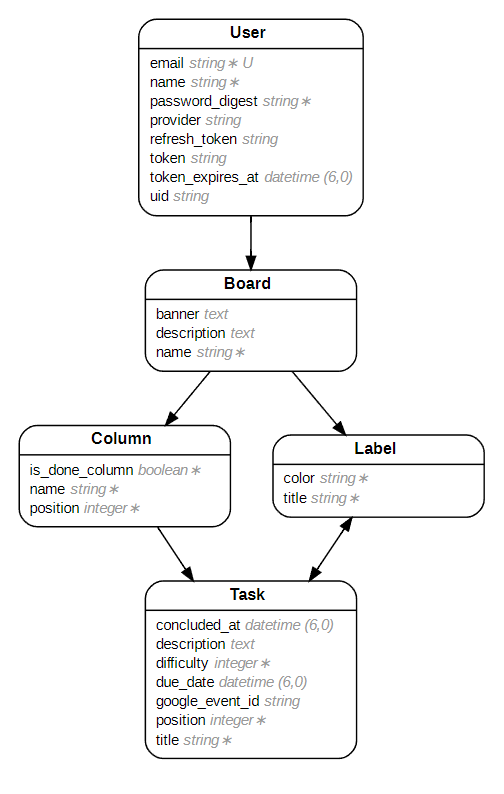 User
email string∗ U
name string∗
password_digest string∗
provider string
refresh_token string
token string
token_expires_at datetime (6,0)
uid string
Board
banner text
description text
name string∗
Column
is_done_column boolean∗
name string∗
position integer∗
Label
color string∗
title string∗
Task
concluded_at datetime (6,0)
description text
difficulty integer∗
due_date datetime (6,0)
google_event_id string
position integer∗
title string∗